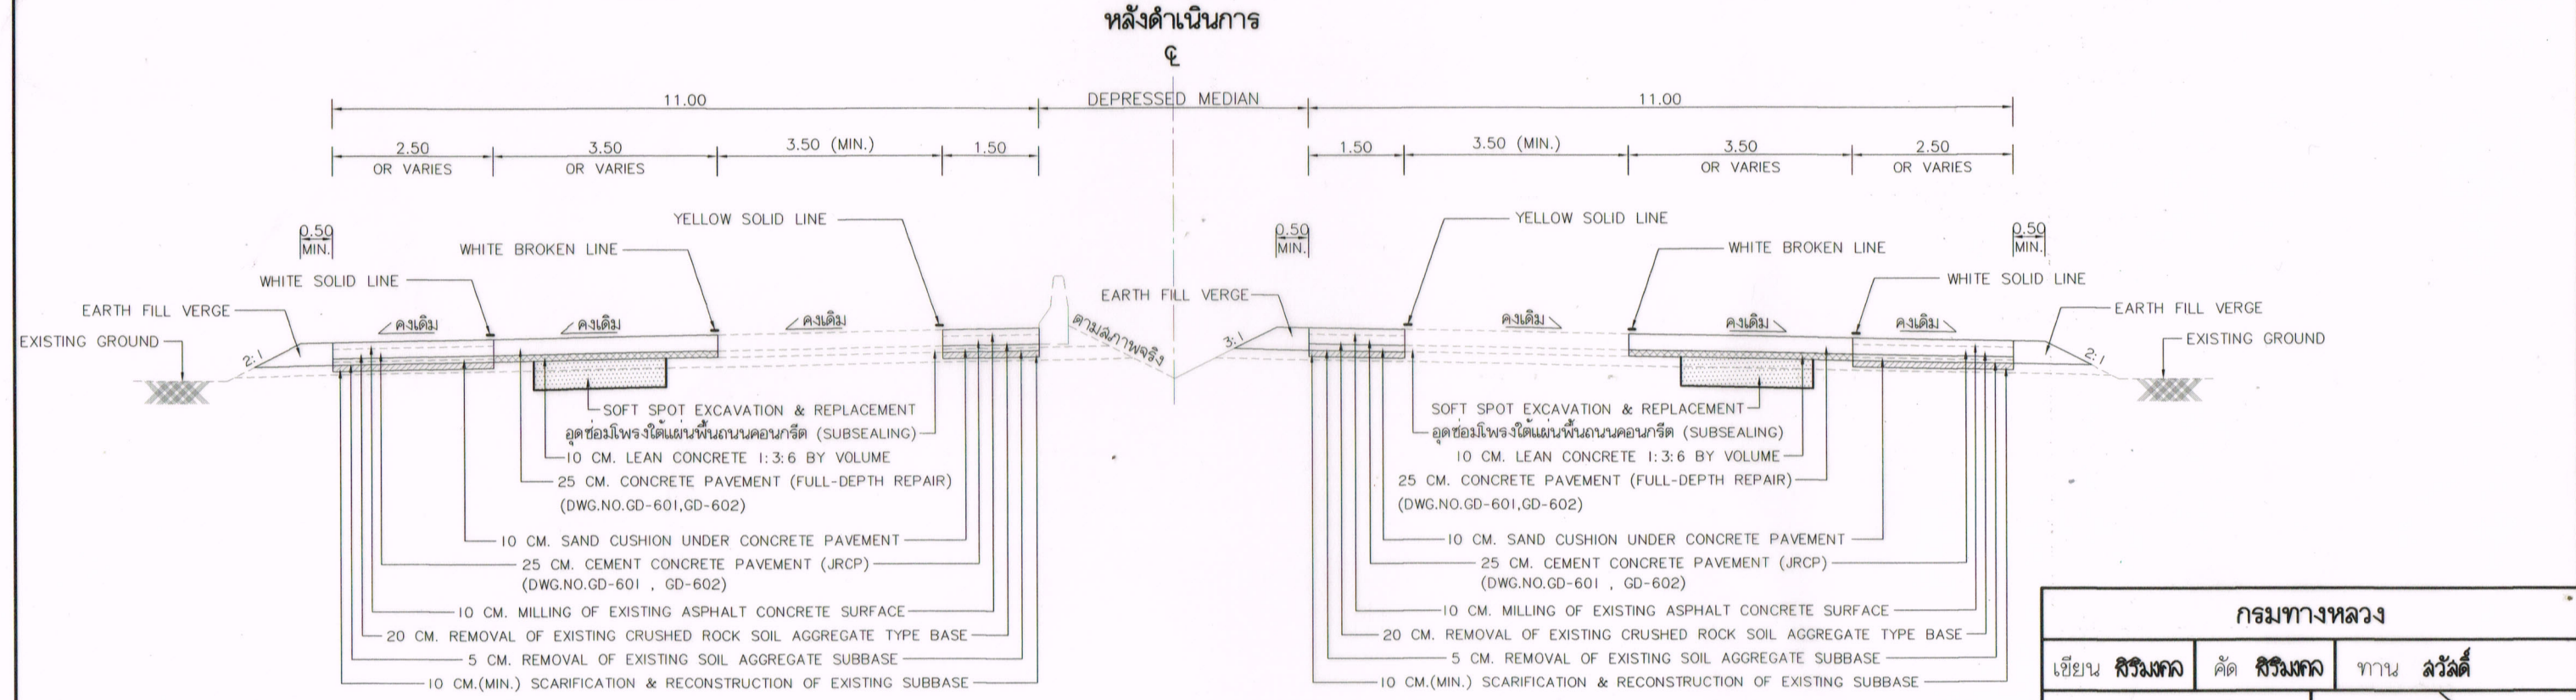 หลังดำเนินการ
℄
11.00
DEPRESSED MEDIAN
11.00
2.50
OR VARIES
3.50
OR VARIES
3.50 (MIN.)
1.50
1.50
3.50 (MIN.)
3.50
OR VARIES
2.50
OR VARIES
0.50
MIN.
YELLOW SOLID LINE
WHITE BROKEN LINE
WHITE SOLID LINE
EARTH FILL VERGE
EXISTING GROUND
2:1
คงเดิม
คงเดิม
คงเดิม
ตามสภาพจริง
0.50
MIN.
EARTH FILL VERGE
3:1
YELLOW SOLID LINE
WHITE BROKEN LINE
WHITE SOLID LINE
0.50
MIN.
EARTH FILL VERGE
EXISTING GROUND
คงเดิม
คงเดิม
คงเดิม
2:1
SOFT SPOT EXCAVATION & REPLACEMENT
อุดซ่อมโพรงใต้แผ่นพื้นถนนคอนกรีต (SUBSEALING)
10 CM. LEAN CONCRETE 1:3:6 BY VOLUME
25 CM. CONCRETE PAVEMENT (FULL-DEPTH REPAIR)
(DWG.NO.GD-601,GD-602)
10 CM. SAND CUSHION UNDER CONCRETE PAVEMENT
25 CM. CEMENT CONCRETE PAVEMENT (JRCP)
(DWG.NO.GD-601 , GD-602)
10 CM. MILLING OF EXISTING ASPHALT CONCRETE SURFACE
20 CM. REMOVAL OF EXISTING CRUSHED ROCK SOIL AGGREGATE TYPE BASE
5 CM. REMOVAL OF EXISTING SOIL AGGREGATE SUBBASE
10 CM.(MIN.) SCARIFICATION & RECONSTRUCTION OF EXISTING SUBBASE
SOFT SPOT EXCAVATION & REPLACEMENT
อุดซ่อมโพรงใต้แผ่นพื้นถนนคอนกรีต (SUBSEALING)
10 CM. LEAN CONCRETE 1:3:6 BY VOLUME
25 CM. CONCRETE PAVEMENT (FULL-DEPTH REPAIR)
(DWG.NO.GD-601,GD-602)
10 CM. SAND CUSHION UNDER CONCRETE PAVEMENT
25 CM. CEMENT CONCRETE PAVEMENT (JRCP)
(DWG.NO.GD-601 , GD-602)
10 CM. MILLING OF EXISTING ASPHALT CONCRETE SURFACE
20 CM. REMOVAL OF EXISTING CRUSHED ROCK SOIL AGGREGATE TYPE BASE
5 CM. REMOVAL OF EXISTING SOIL AGGREGATE SUBBASE
10 CM.(MIN.) SCARIFICATION & RECONSTRUCTION OF EXISTING SUBBASE
กรมทางหลวง
เขียน สิริมงคล คัด สิริมงคล ทาน สวัสดิ์